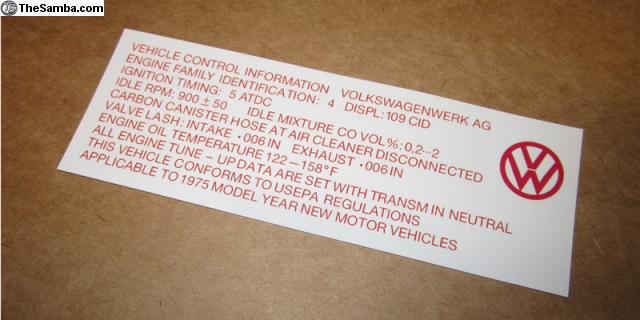 TheSamba.com
VEHICLE CONTROL INFORMATION VOLKSWAGENWERK AG
ENGINE FAMILY IDENTIFICATION: 4 DISPL: 109 CID
IGNITION TIMING: 5 ATDC
IDLE RPM: 900 ± 50 IDLE MIXTURE CO VOL%: 0.2...2
CARBON CANISTER HOSE AT AIR CLEANER DISCONNECTED
VALVE LASH: INTAKE .006 IN EXHAUST .006 IN
ENGINE OIL TEMPERATURE 122-158°F
ALL ENGINE TUNE-UP DATA ARE SET WITH TRANSM IN NEUTRAL
THIS VEHICLE CONFORMS TO USEPA REGULATIONS
APPLICABLE TO 1975 MODEL YEAR NEW MOTOR VEHICLES
VW